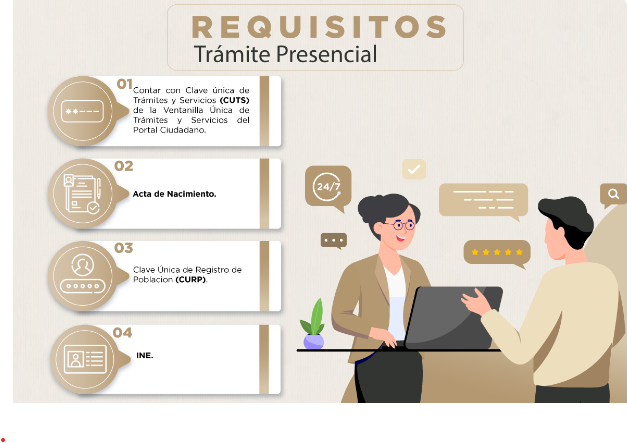 REQUISITOS
Trámite Presencial
01
Contar con Clave única de
Trámites y Servicios (CUTS)
de la Ventanilla Única de
Trámites y Servicios del
Portal Ciudadano.
02
Acta de Nacimiento.
03
Clave Única de Registro de
Poblacion (CURP).
04
INE.
24/7